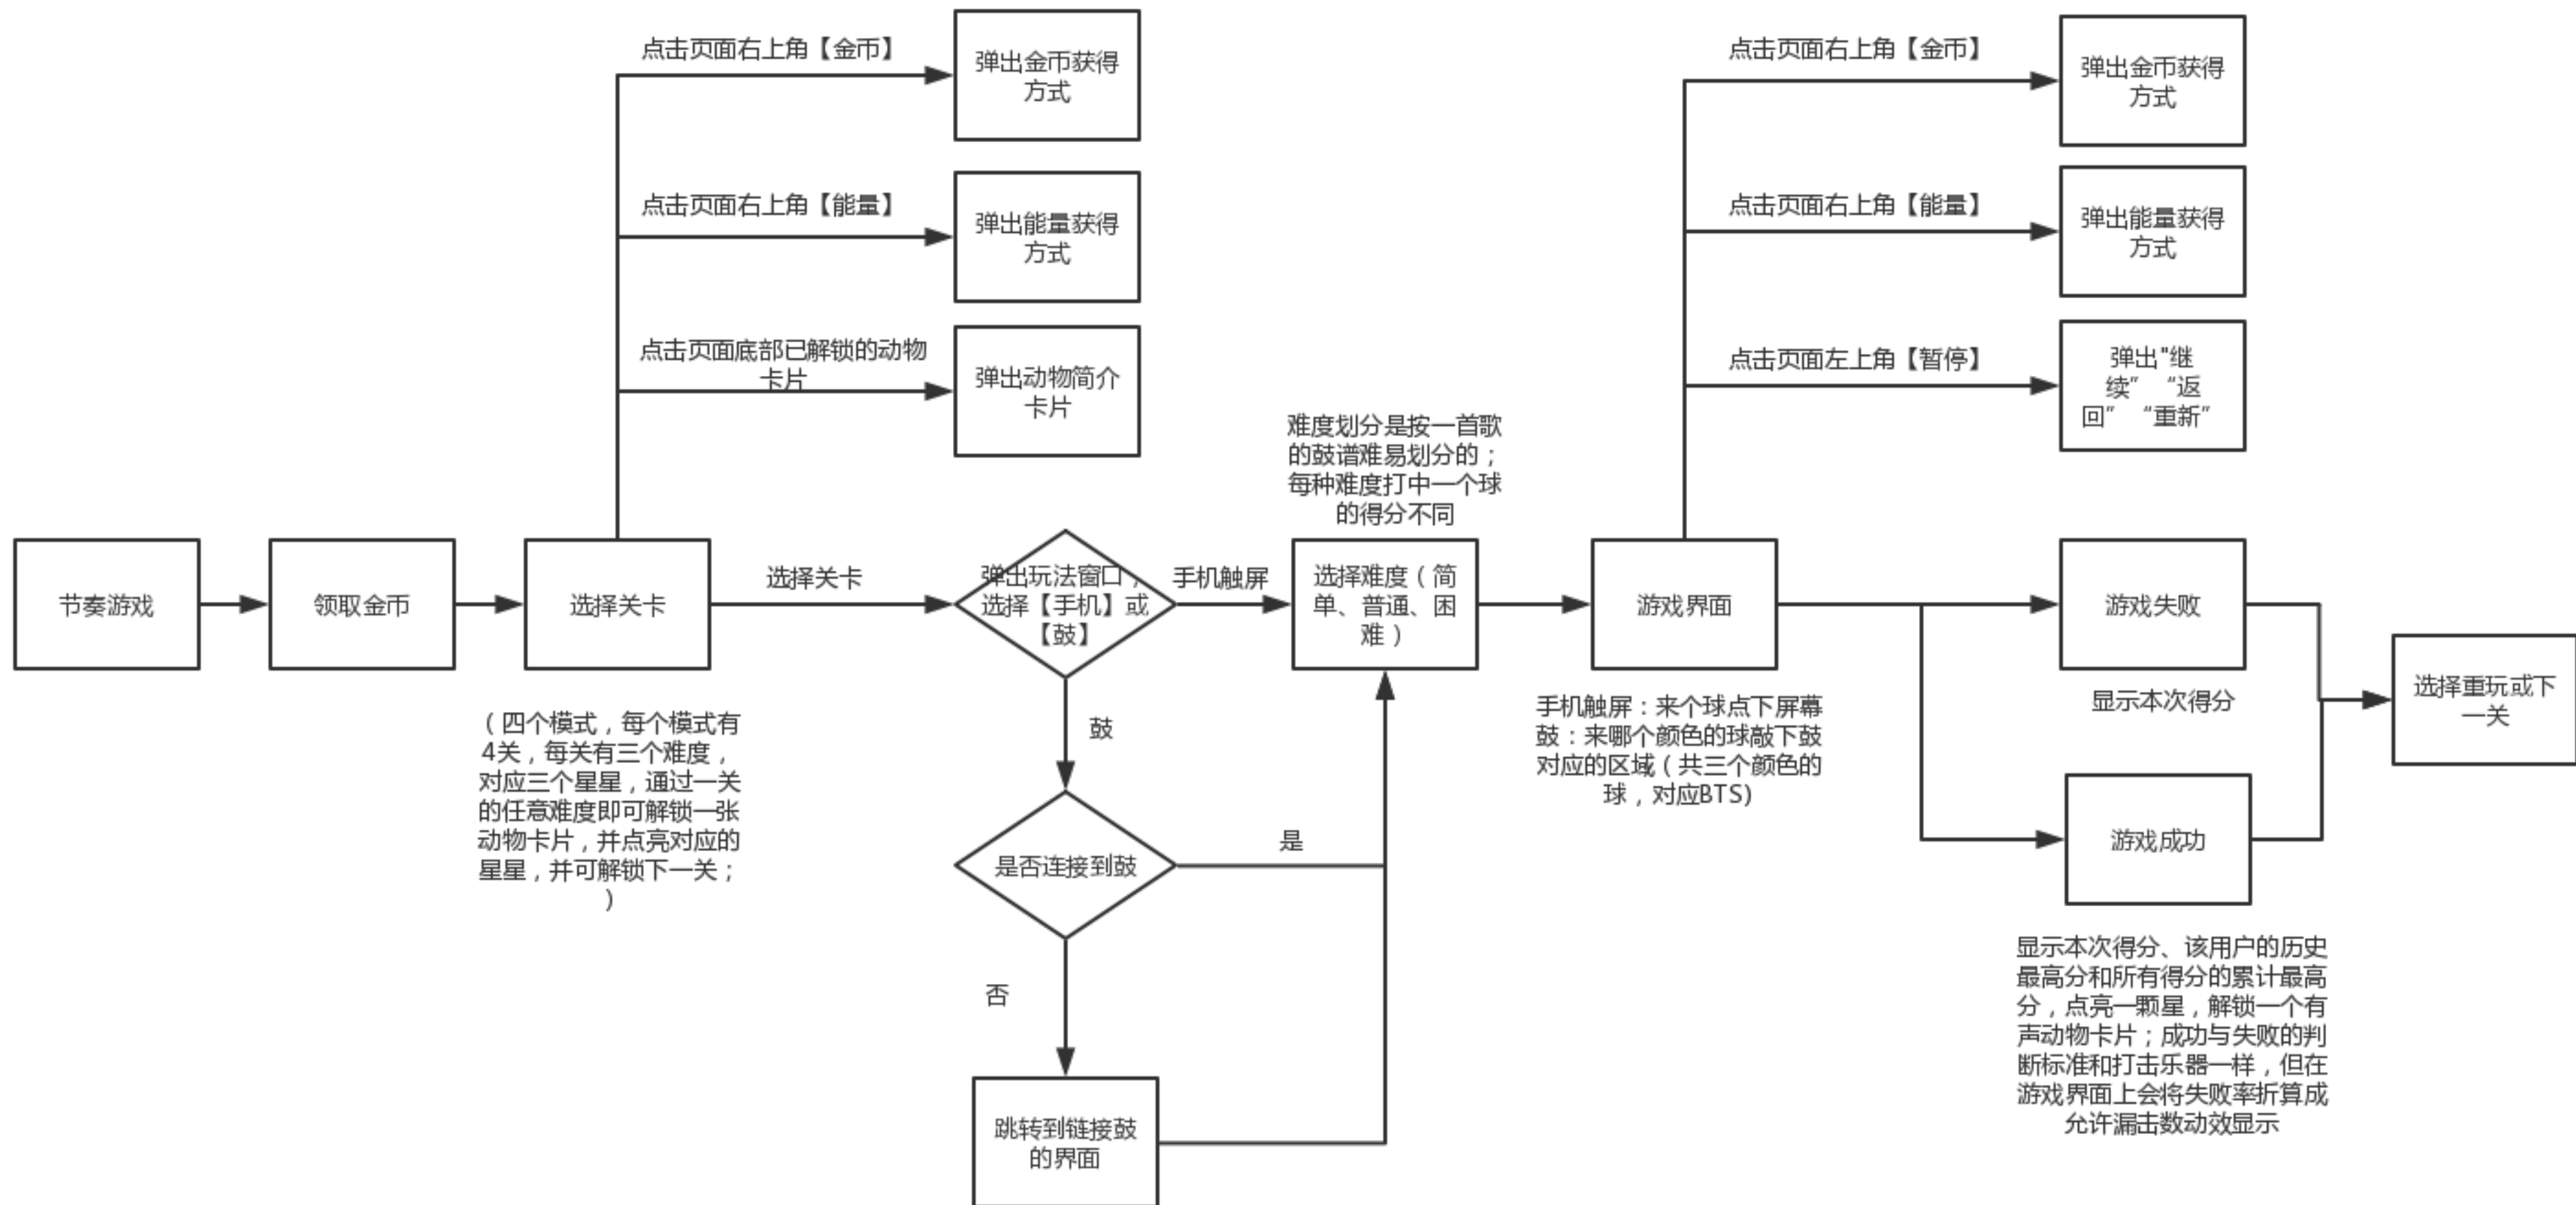 点击页面右上角【金币】
弹出金币获得
方式
点击页面右上角【能量】
弹出能量获得
方式
点击页面底部已解锁的动物
卡片
弹出动物简介
卡片
节奏游戏
领取金币
选择关卡
（四个模式，每个模式有
4关，每关有三个难度，
对应三个星星，通过一关
的任意难度即可解锁一张
动物卡片，并点亮对应的
星星，并可解锁下一关；
）
选择关卡
弹出玩法窗口，
选择【手机】或
【鼓】
手机触屏
鼓
是否连接到鼓
是
否
跳转到链接鼓
的界面
难度划分是按一首歌
的鼓谱难易划分的；
每种难度打中一个球
的得分不同
选择难度（简
单、普通、困
难）
游戏界面
手机触屏：来个球点下屏幕
鼓：来哪个颜色的球敲下鼓
对应的区域（共三个颜色的
球，对应BTS)
点击页面右上角【金币】
弹出金币获得
方式
点击页面右上角【能量】
弹出能量获得
方式
点击页面左上角【暂停】
弹出"继
续”“返
回”“重新”
游戏失败
显示本次得分
游戏成功
显示本次得分、该用户的历史
最高分和所有得分的累计最高
分，点亮一颗星，解锁一个有
声动物卡片；成功与失败的判
断标准和打击乐器一样，但在
游戏界面上会将失败率折算成
允许漏击数动效显示
选择重玩或下
一关